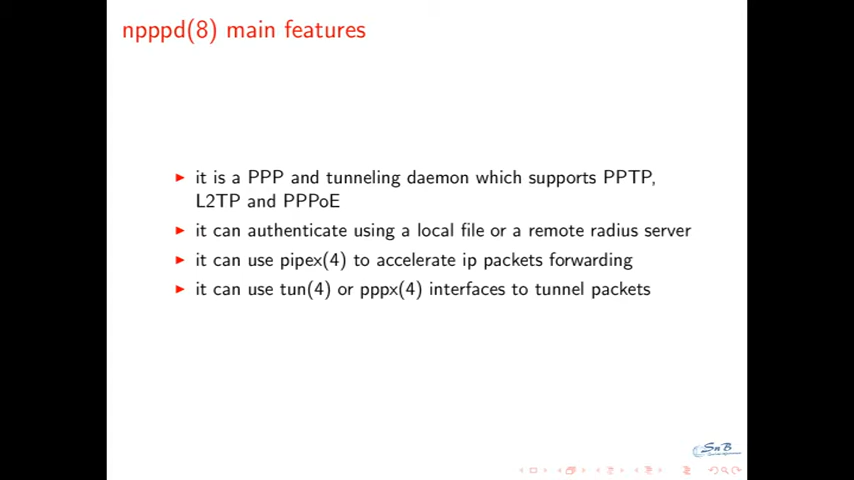 npppd(8) main features
▶ it is a PPP and tunneling daemon which supports PPTP,
L2TP and PPPoE
▶ it can authenticate using a local file or a remote radius server
▶ it can use pipex(4) to accelerate ip packets forwarding
▶ it can use tun(4) or pppx(4) interfaces to tunnel packets
SnB